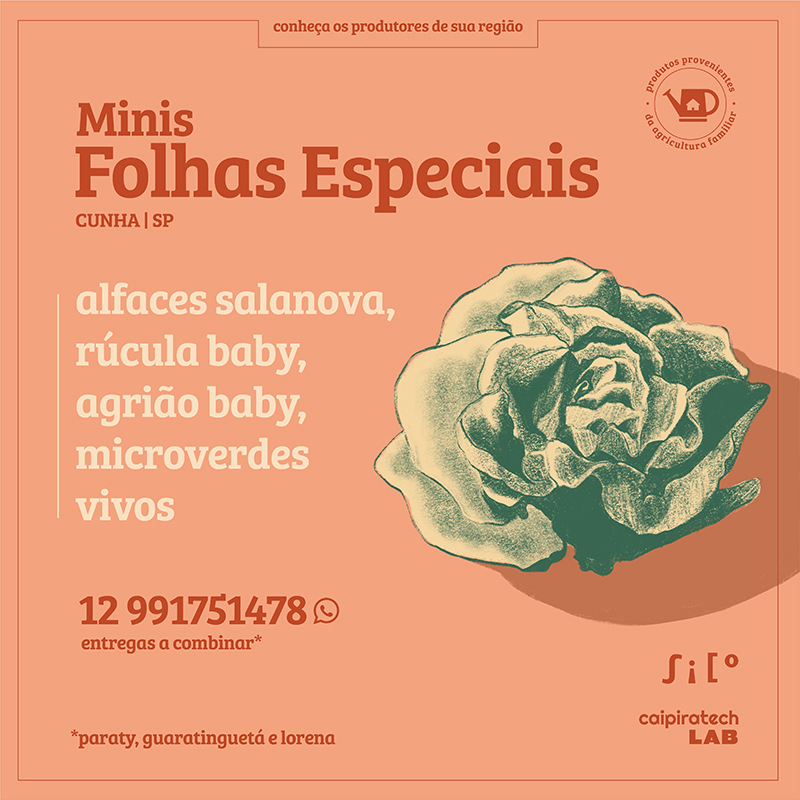 conheça os produtores de sua região
produtos provenientes
da agricultura familiar
Minis
Folhas Especiais
CUNHA | SP
alfaces salanova,
rúcula baby,
agrião baby,
microverdes
vivos
12 991751478
entregas a combinar*
caipiratech
LAB
*paraty, guaratinguetá e lorena